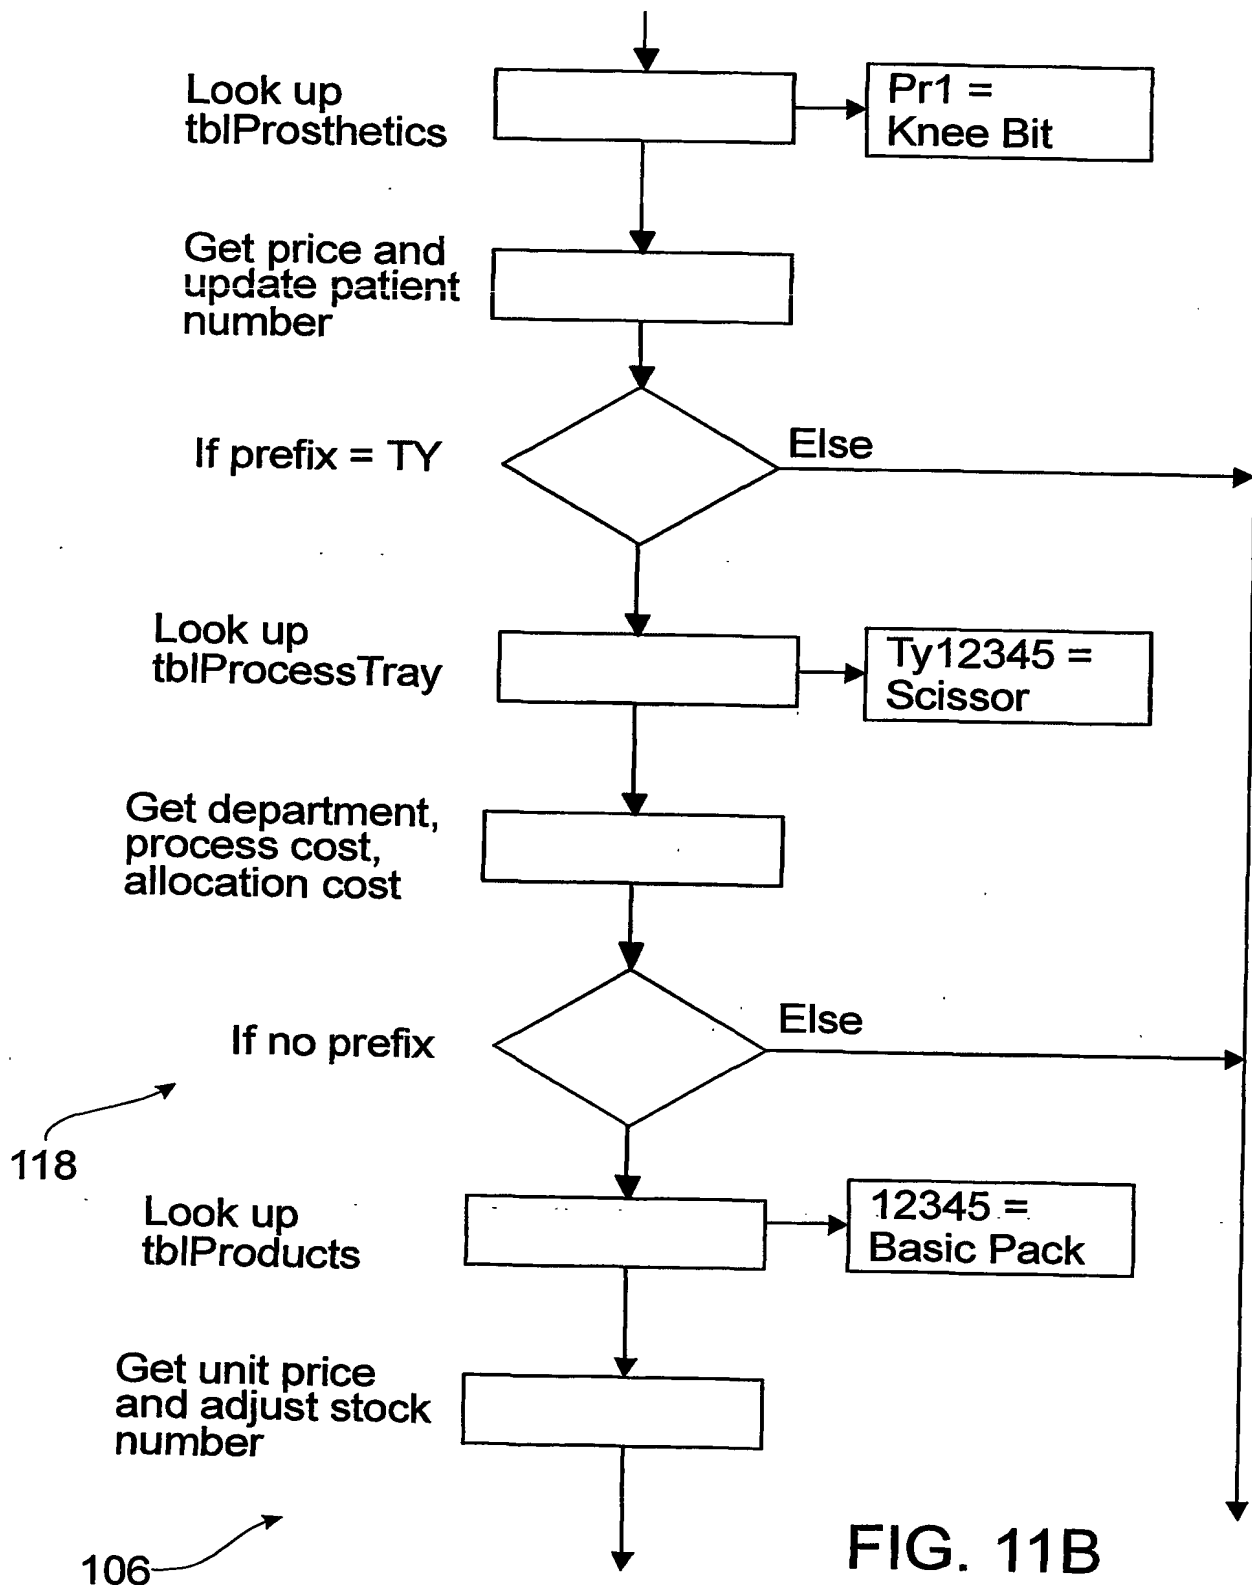 Look up
tblProsthetics
Pr1 =
Knee Bit
Get price and
update patient
number
If prefix = TY
Else
Look up
tblProcessTray
Ty12345 =
Scissor
Get department,
process cost,
allocation cost
If no prefix
Else
118
Look up
tblProducts
12345 =
Basic Pack
Get unit price
and adjust stock
number
106
FIG. 11B